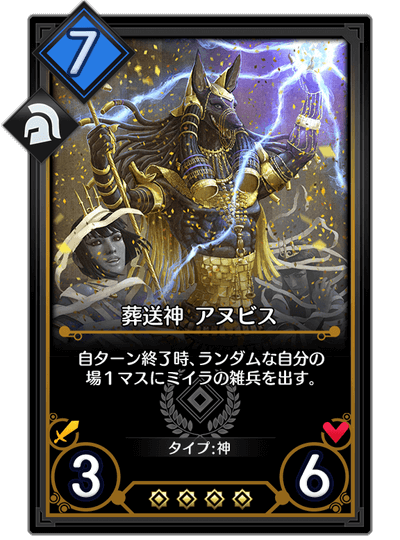 7
葬送神 アヌビス
自ターン終了時、ランダムな自分の
場1マスにミイラの雑兵を出す。
タイプ:神
3
6